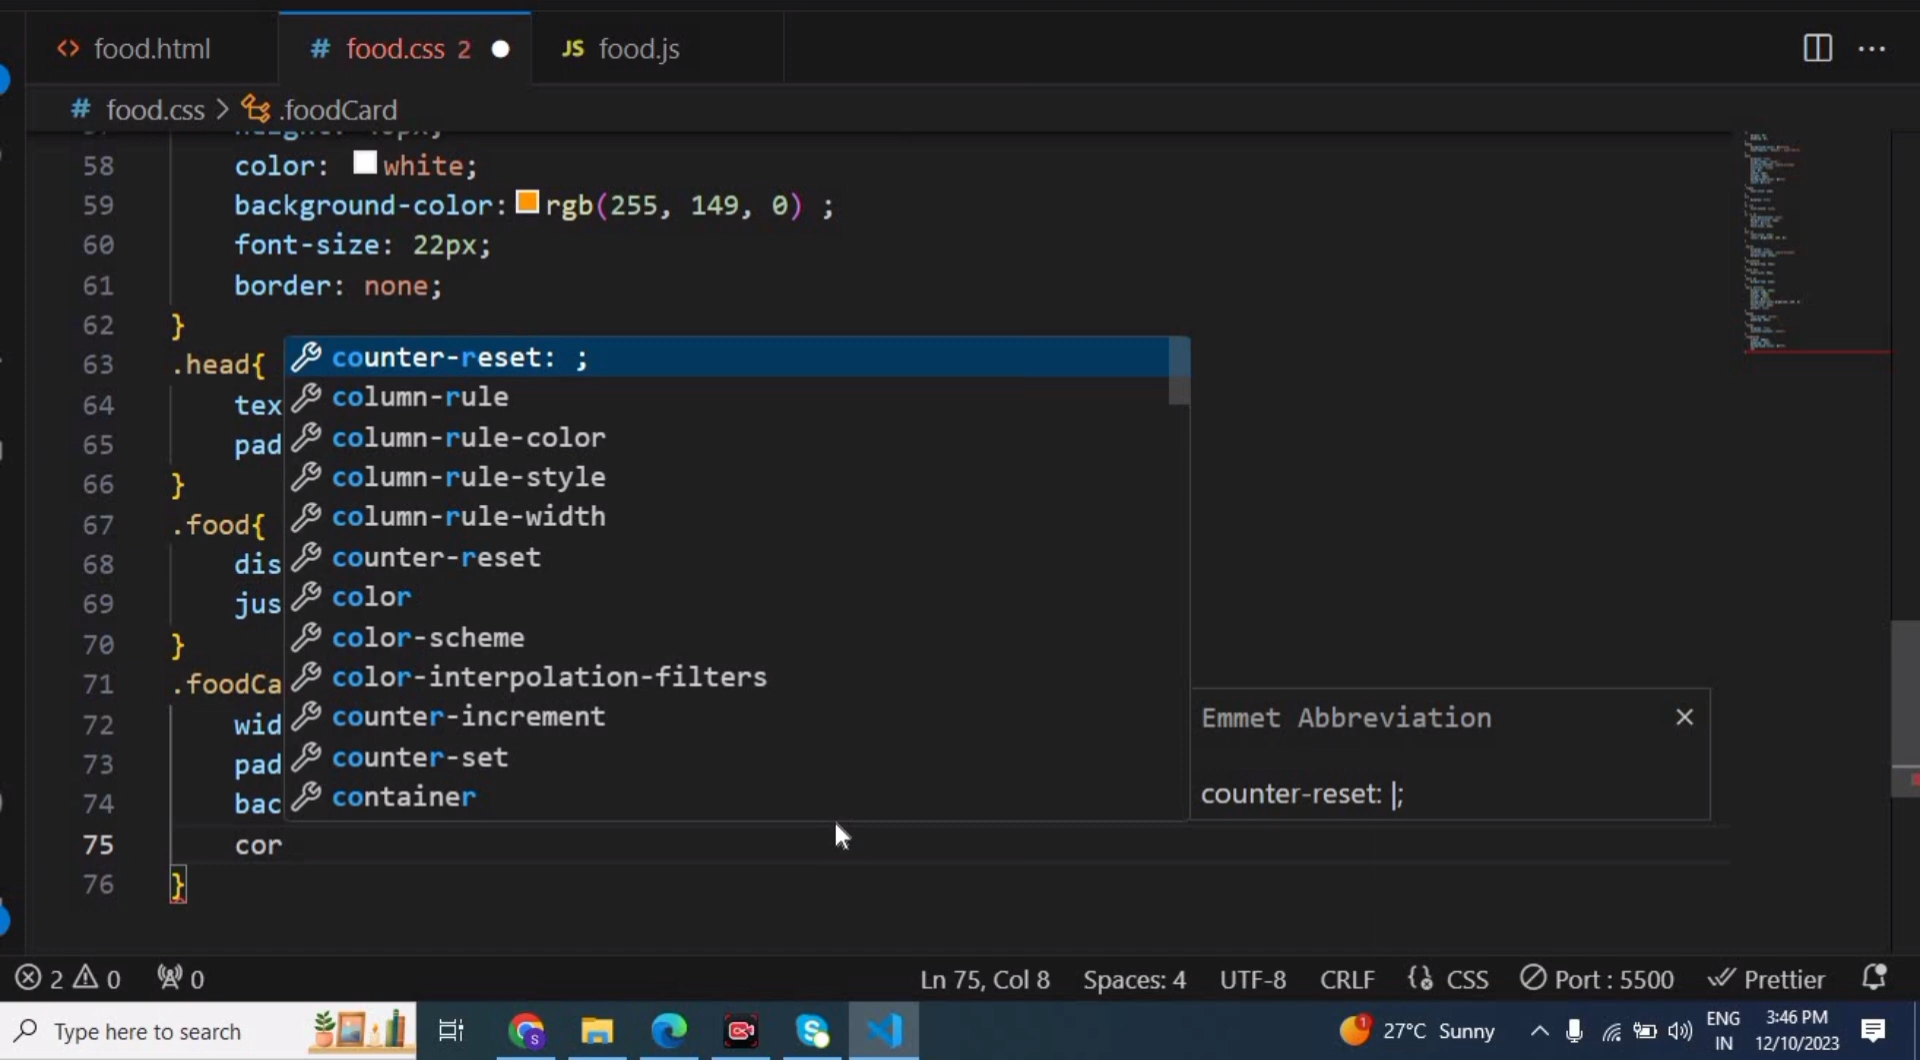 food.html
food.css 2
JS food.js
# food.css > .foodCard
58 color: white;
59 background-color: rgb(255, 149, 0) ;
60 font-size: 22px;
61 border: none;
62 }
63 .head{
64 tex
65 pad
66 }
67 .food{
68 dis
69 jus
70 }
71 .foodCa
72 wid
73 pad
74 bac
75 cor
76 }
counter-reset: ;
column-rule
column-rule-color
column-rule-style
column-rule-width
counter-reset
color
color-scheme
color-interpolation-filters
counter-increment
counter-set
container
Emmet Abbreviation
counter-reset: |;
2 0 0 Ln 75, Col 8 Spaces: 4 UTF-8 CRLF CSS Port : 5500 Prettier
Type here to search
1 27°C Sunny
ENG
IN
3:46 PM
12/10/2023